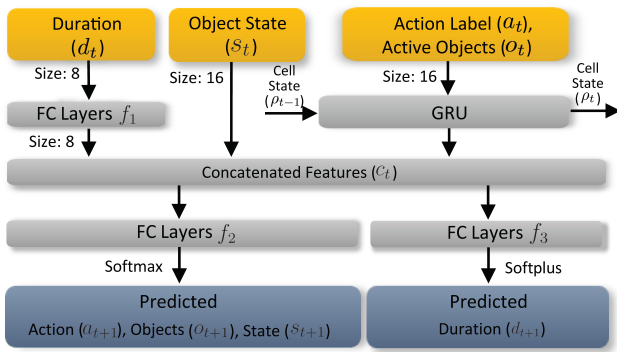 Duration
(d_t)
Object State
(s_t)
Action Label (a_t),
Active Objects (o_t)
Size: 8
Size: 16
Size: 16
Cell
State
(ρ_{t−1})
Cell
State
(ρ_t)
FC Layers f_1
GRU
Size: 8
Concatenated Features (c_t)
FC Layers f_2
FC Layers f_3
Softmax
Softplus
Predicted
Action (a_{t+1}), Objects (o_{t+1}), State (s_{t+1})
Predicted
Duration (d_{t+1})